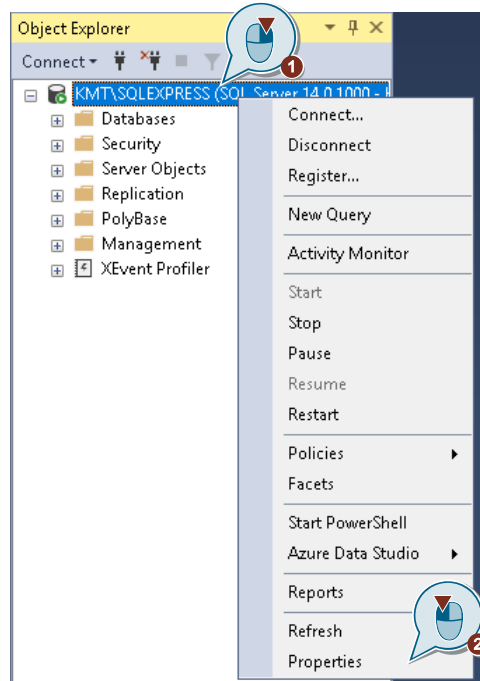 Object Explorer
Connect
1
KMT\SQLEXPRESS (SQL Server 14.0.1000 -
Databases
Security
Server Objects
Replication
PolyBase
Management
XEvent Profiler
Connect...
Disconnect
Register...
New Query
Activity Monitor
Start
Stop
Pause
Resume
Restart
Policies
Facets
Start PowerShell
Azure Data Studio
Reports
Refresh
2
Properties